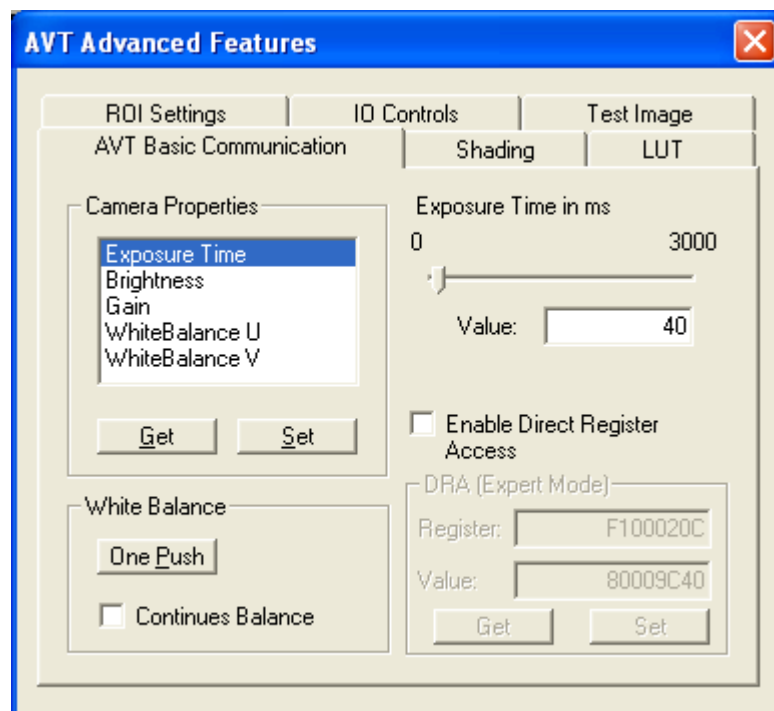 AVT Advanced Features
ROI Settings IO Controls Test Image
AVT Basic Communication Shading LUT
Camera Properties
Exposure Time
Brightness
Gain
WhiteBalance U
WhiteBalance V
Get Set
Exposure Time in ms
0 3000
Value: 40
Enable Direct Register
Access
White Balance
One Push
Continues Balance
DRA (Expert Mode)
Register: F100020C
Value: 80009C40
Get Set